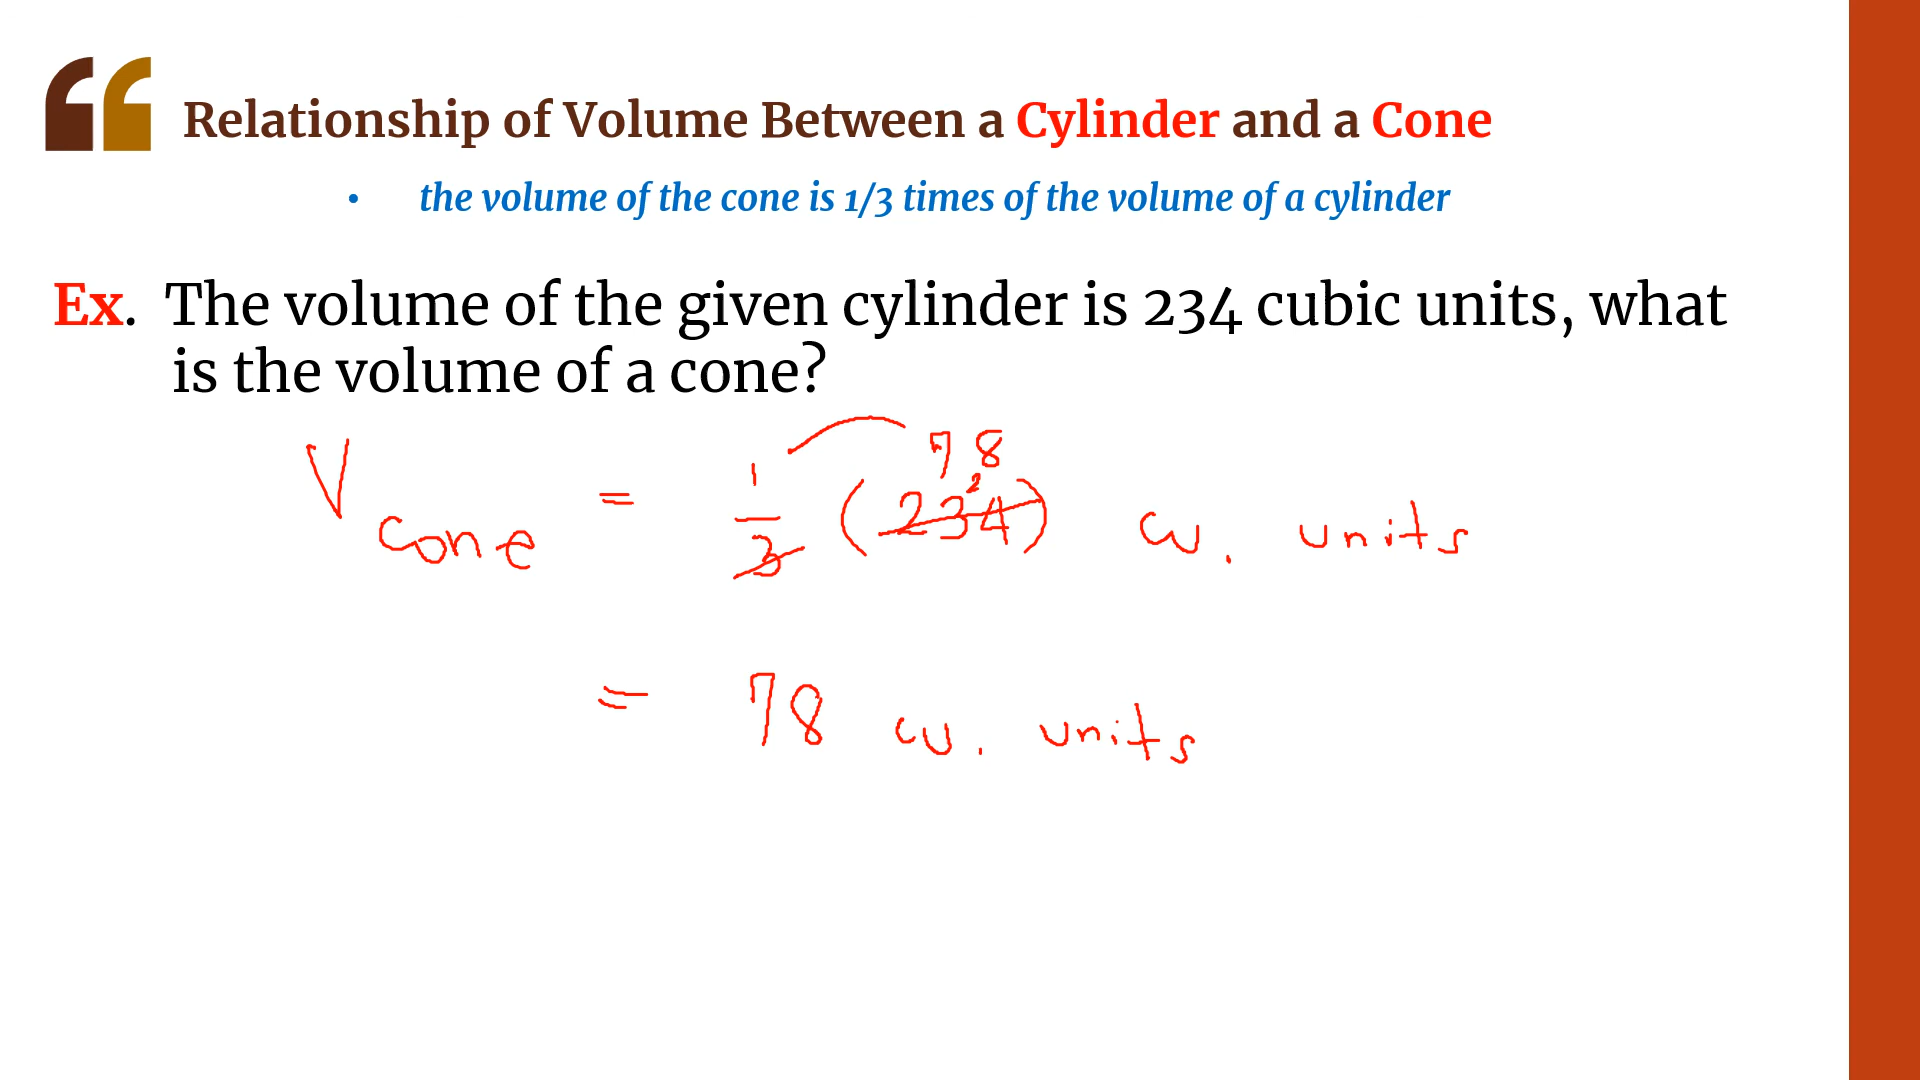 Relationship of Volume Between a Cylinder and a Cone
• the volume of the cone is 1/3 times of the volume of a cylinder
Ex. The volume of the given cylinder is 234 cubic units, what
is the volume of a cone?
78
2
V cone = 1/3 (234) cu. units
= 78 cu. units